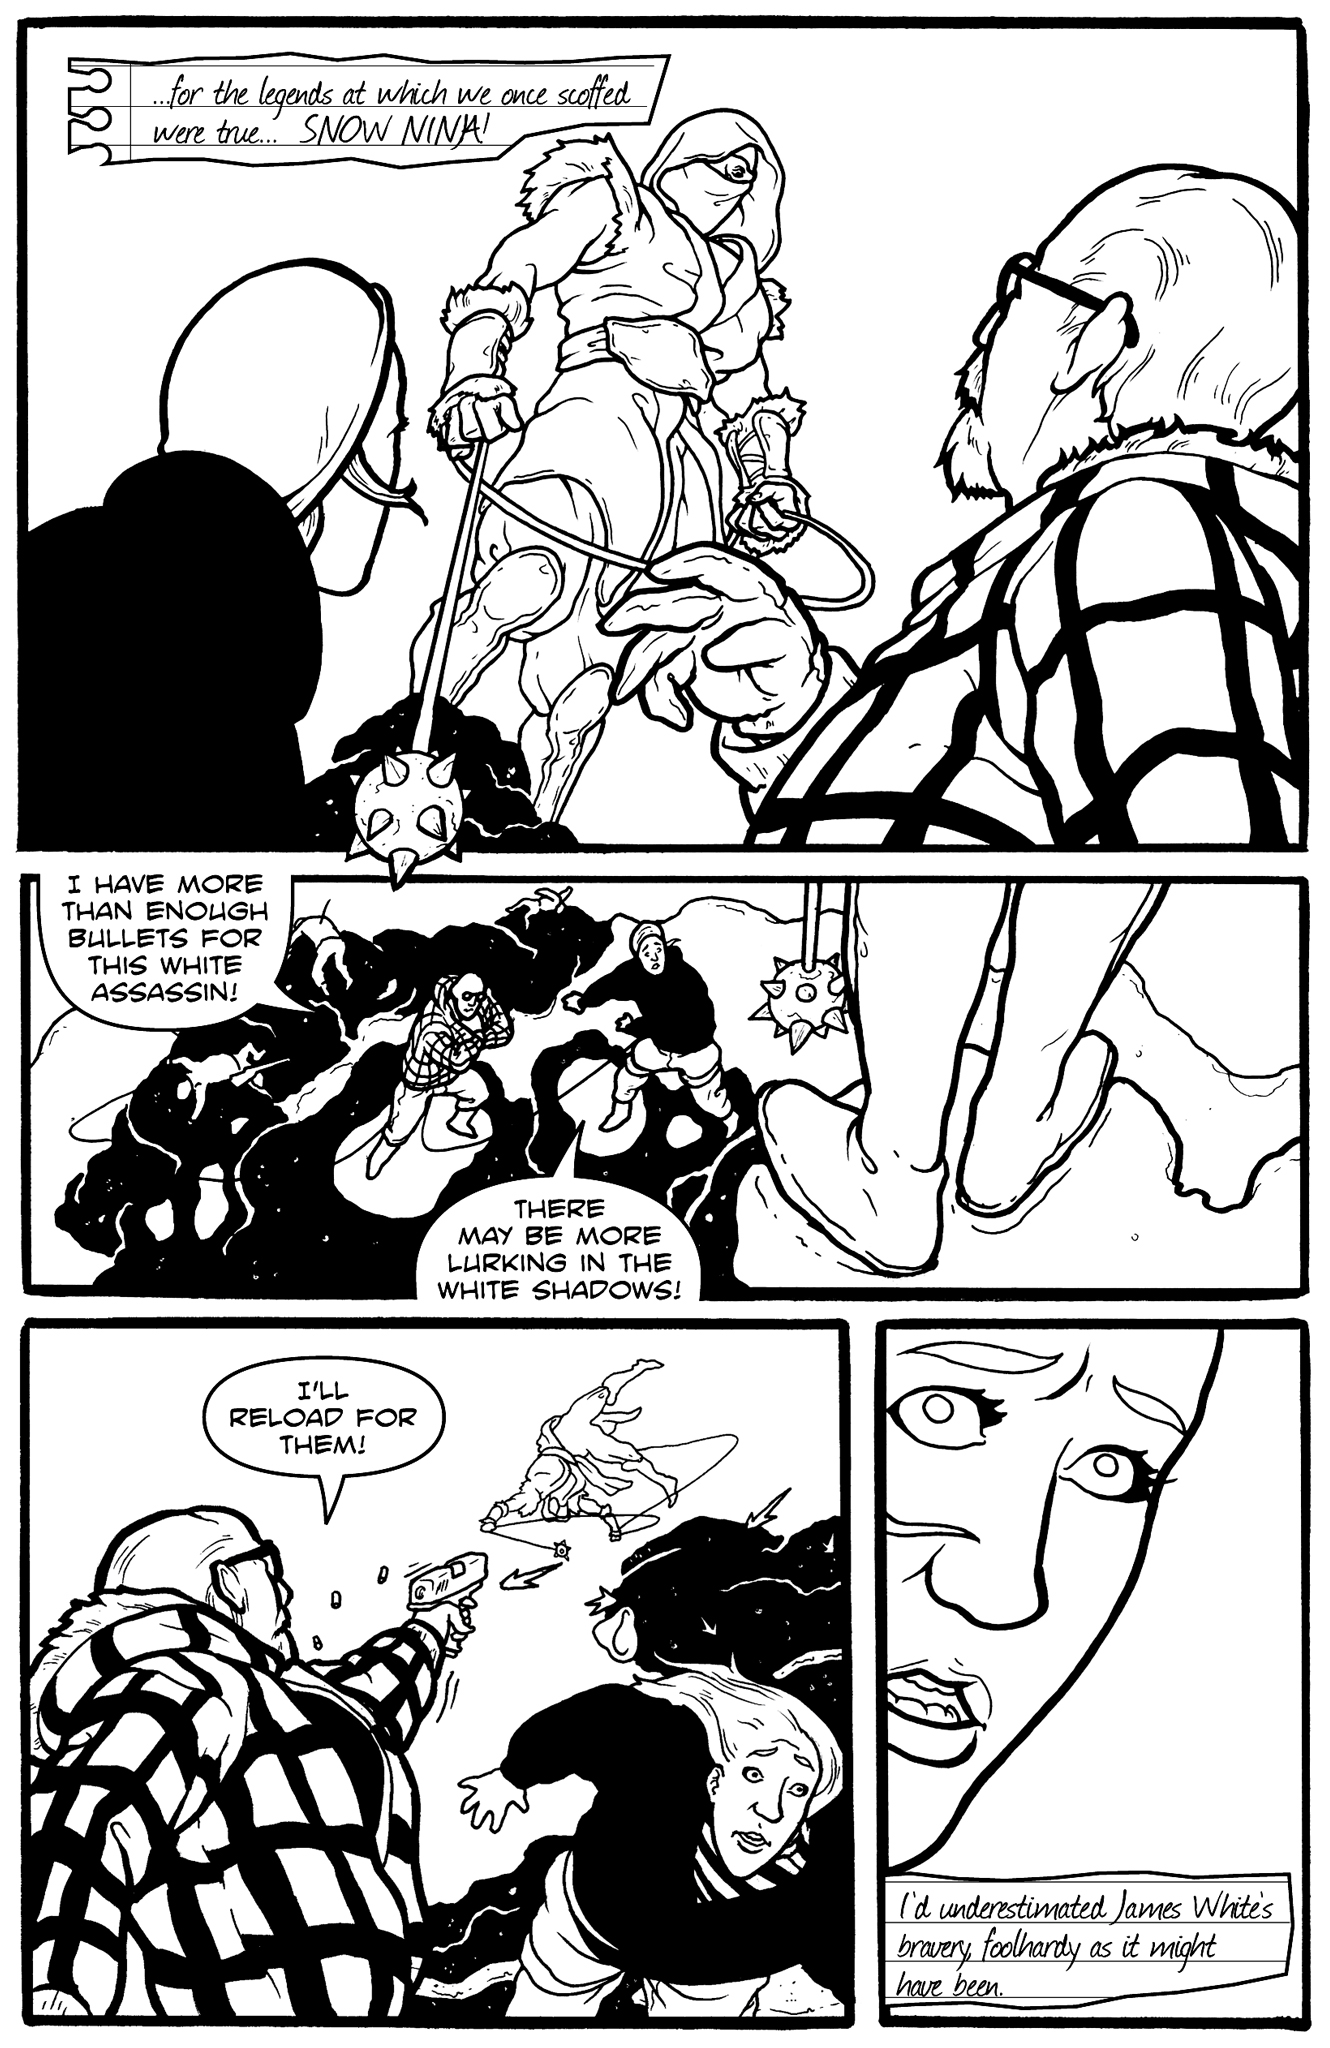 ...for the legends at which we once scoffed
were true... SNOW NINJA!
I HAVE MORE
THAN ENOUGH
BULLETS FOR
THIS WHITE
ASSASSIN!
THERE
MAY BE MORE
LURKING IN THE
WHITE SHADOWS!
I'LL
RELOAD FOR
THEM!
I'd underestimated James White's
bravery, foolhardy as it might
have been.